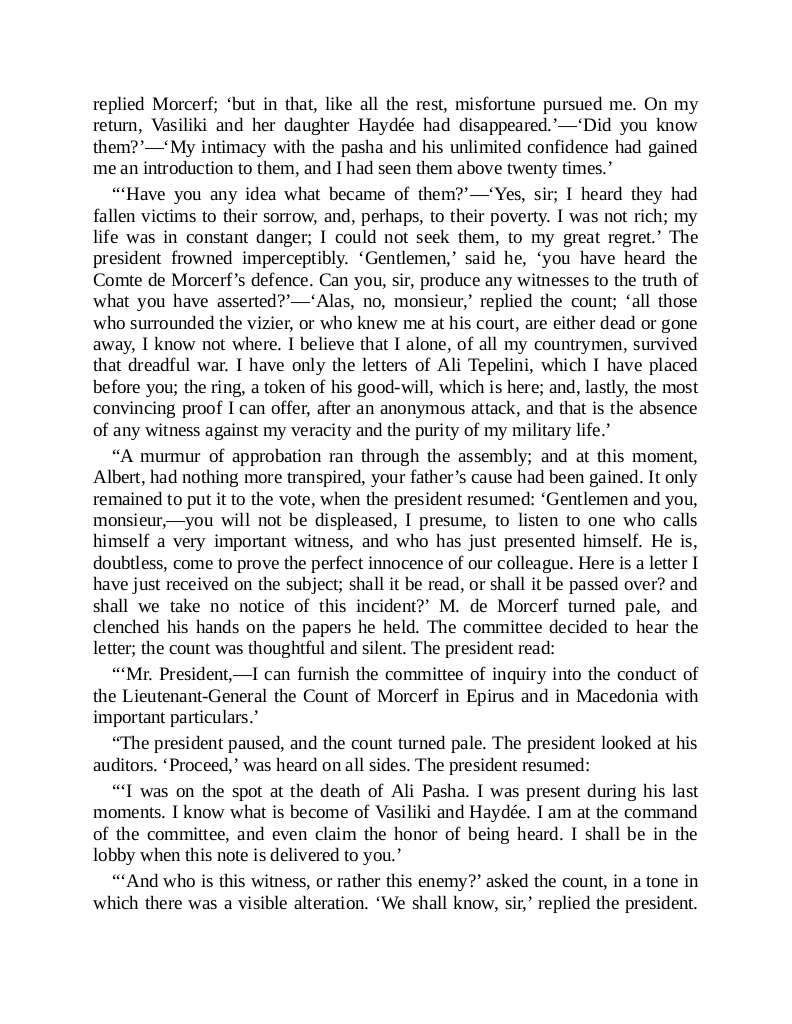 replied Morcerf; ‘but in that, like all the rest, misfortune pursued me. On my
return, Vasiliki and her daughter Haydée had disappeared.’—‘Did you know
them?’—‘My intimacy with the pasha and his unlimited confidence had gained
me an introduction to them, and I had seen them above twenty times.’
“‘Have you any idea what became of them?’—‘Yes, sir; I heard they had
fallen victims to their sorrow, and, perhaps, to their poverty. I was not rich; my
life was in constant danger; I could not seek them, to my great regret.’ The
president frowned imperceptibly. ‘Gentlemen,’ said he, ‘you have heard the
Comte de Morcerf’s defence. Can you, sir, produce any witnesses to the truth of
what you have asserted?’—‘Alas, no, monsieur,’ replied the count; ‘all those
who surrounded the vizier, or who knew me at his court, are either dead or gone
away, I know not where. I believe that I alone, of all my countrymen, survived
that dreadful war. I have only the letters of Ali Tepelini, which I have placed
before you; the ring, a token of his good-will, which is here; and, lastly, the most
convincing proof I can offer, after an anonymous attack, and that is the absence
of any witness against my veracity and the purity of my military life.’
“A murmur of approbation ran through the assembly; and at this moment,
Albert, had nothing more transpired, your father’s cause had been gained. It only
remained to put it to the vote, when the president resumed: ‘Gentlemen and you,
monsieur,—you will not be displeased, I presume, to listen to one who calls
himself a very important witness, and who has just presented himself. He is,
doubtless, come to prove the perfect innocence of our colleague. Here is a letter I
have just received on the subject; shall it be read, or shall it be passed over? and
shall we take no notice of this incident?’ M. de Morcerf turned pale, and
clenched his hands on the papers he held. The committee decided to hear the
letter; the count was thoughtful and silent. The president read:
“‘Mr. President,—I can furnish the committee of inquiry into the conduct of
the Lieutenant-General the Count of Morcerf in Epirus and in Macedonia with
important particulars.’
“The president paused, and the count turned pale. The president looked at his
auditors. ‘Proceed,’ was heard on all sides. The president resumed:
“‘I was on the spot at the death of Ali Pasha. I was present during his last
moments. I know what is become of Vasiliki and Haydée. I am at the command
of the committee, and even claim the honor of being heard. I shall be in the
lobby when this note is delivered to you.’
“‘And who is this witness, or rather this enemy?’ asked the count, in a tone in
which there was a visible alteration. ‘We shall know, sir,’ replied the president.